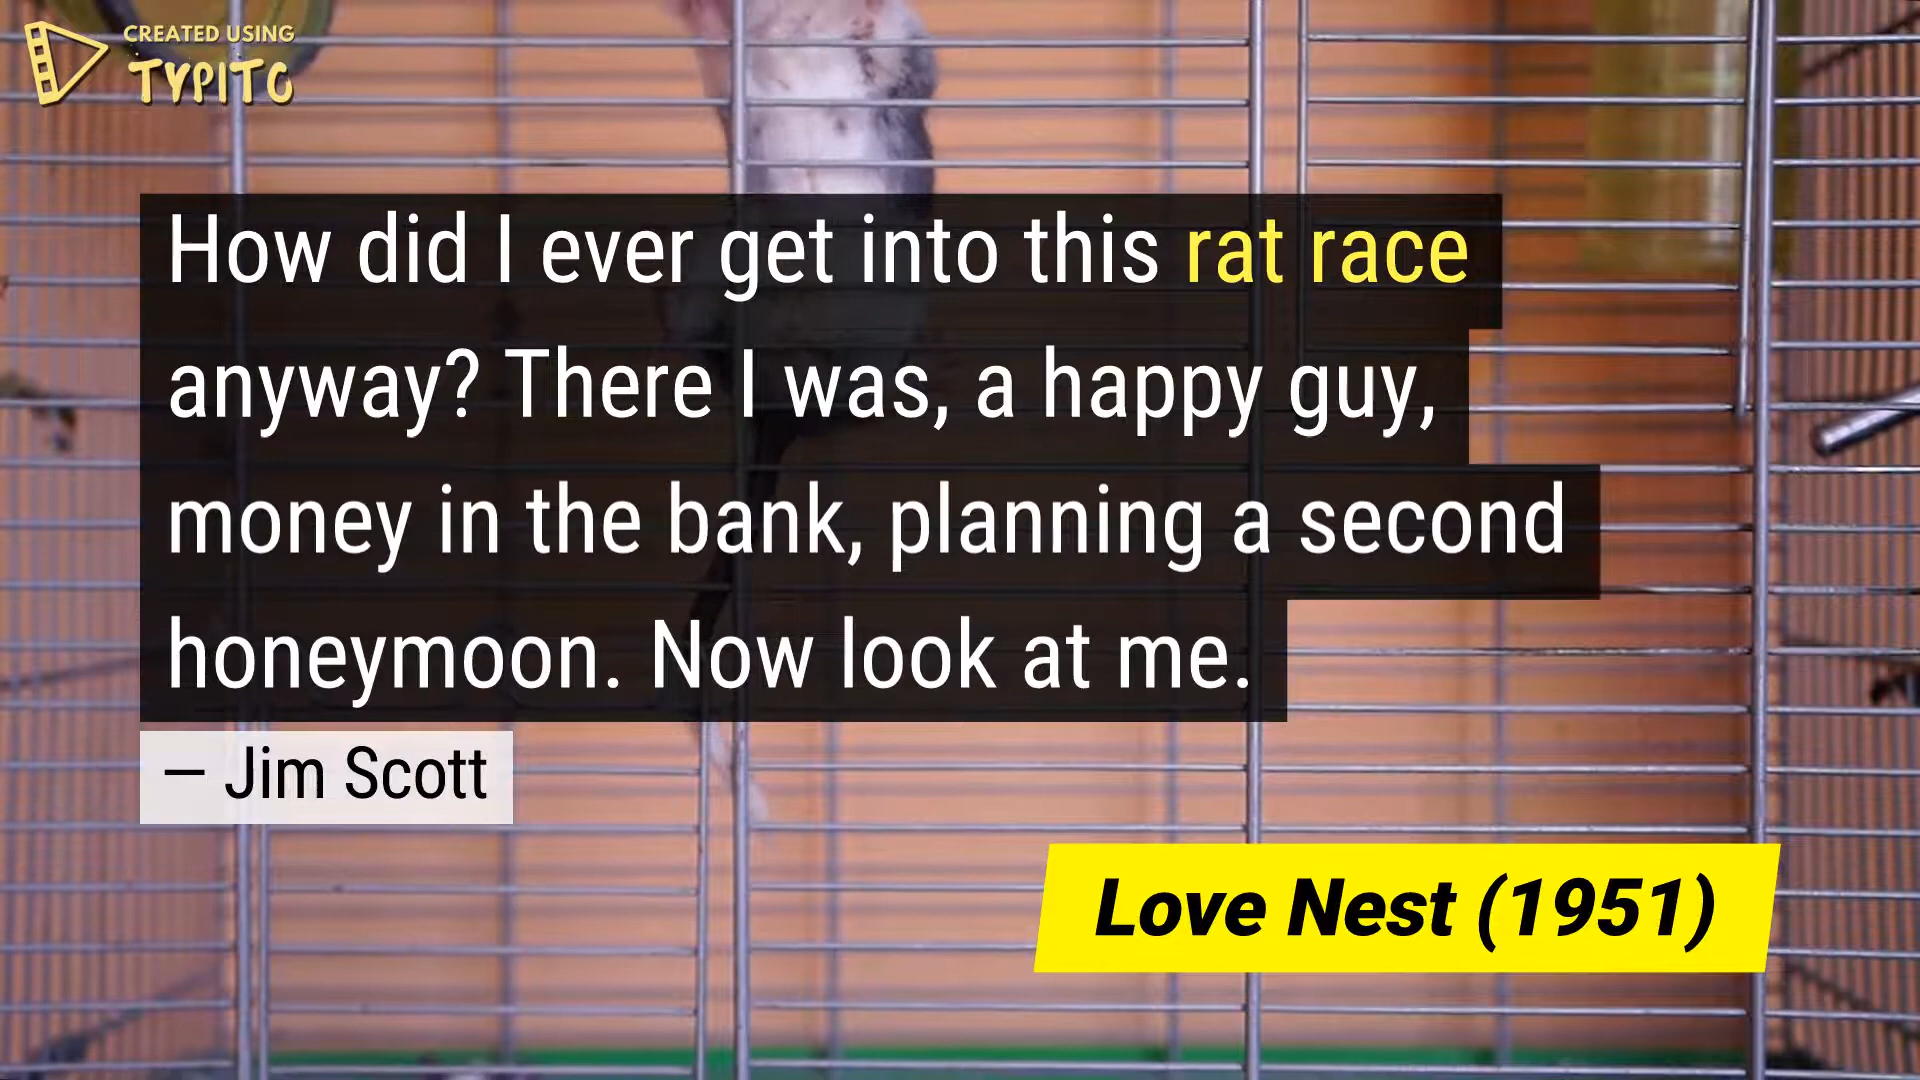 CREATED USING
TYPITO
How did I ever get into this rat race
anyway? There I was, a happy guy,
money in the bank, planning a second
honeymoon. Now look at me.
– Jim Scott
Love Nest (1951)